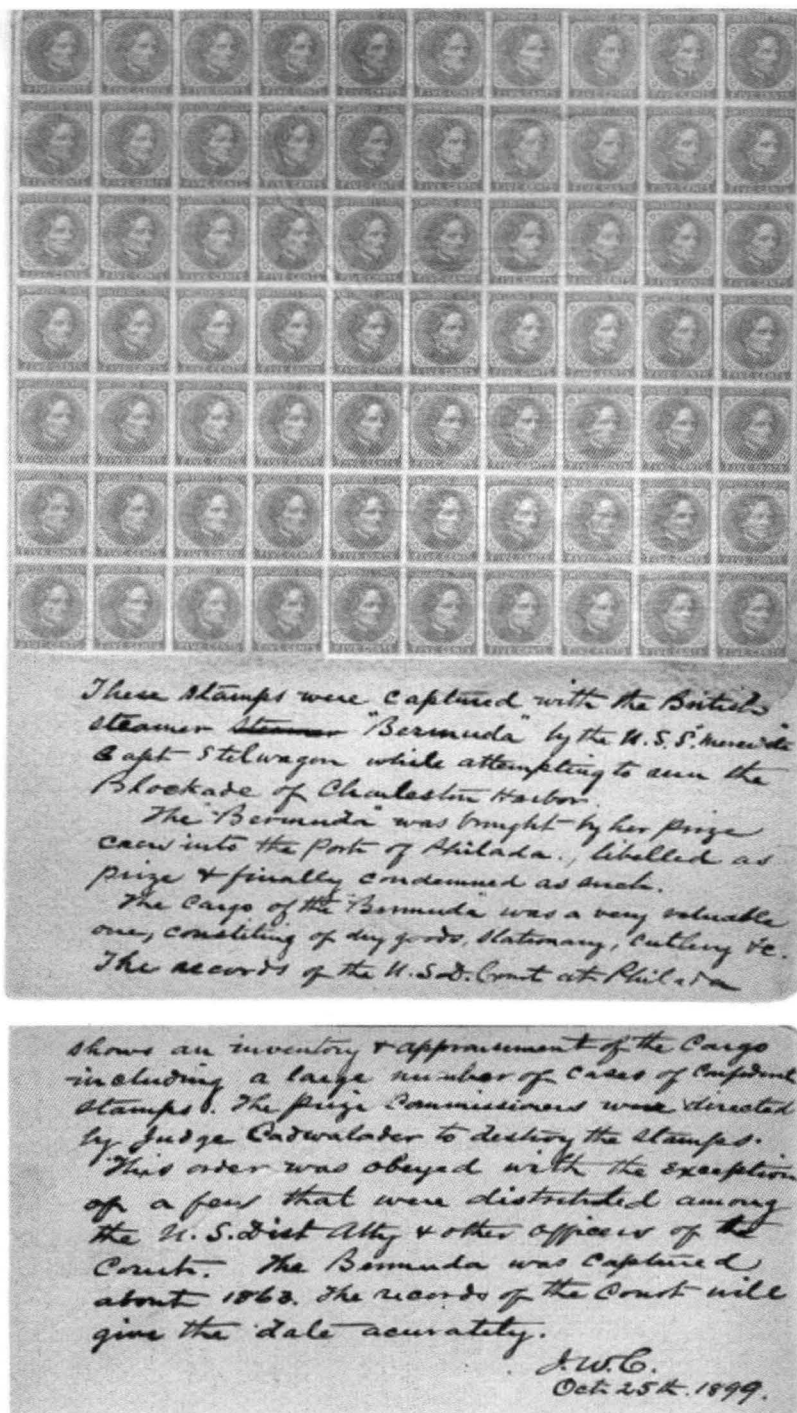 FIVE CENTS
These stamps were captured with the British
steamer steamer "Bermuda" by the U.S.S.
Capt Stelwagon while attempting to run the
Blockade of Charleston Harbor.
The "Bermuda" was brought by her prize
crew into the Port of Philada., libelled as
prize & finally condemned as such.
The Cargo of the "Bermuda" was a very valuable
one, consisting of dry goods, stationary, cutlery &c.
The records of the U.S.D. Court at Philada
shows an inventory & appraisement of the Cargo
including a large number of cases of
stamps. The prize Commissioners were directed
by Judge Cadwalader to destroy the stamps.
This order was obeyed with the exception
of a few that were distributed among
the U.S. Dist Atty & other officers of the
Court. The Bermuda was captured
about 1863. The records of the Court will
give the date acurately.
J.W.C.
Oct. 25th. 1899.